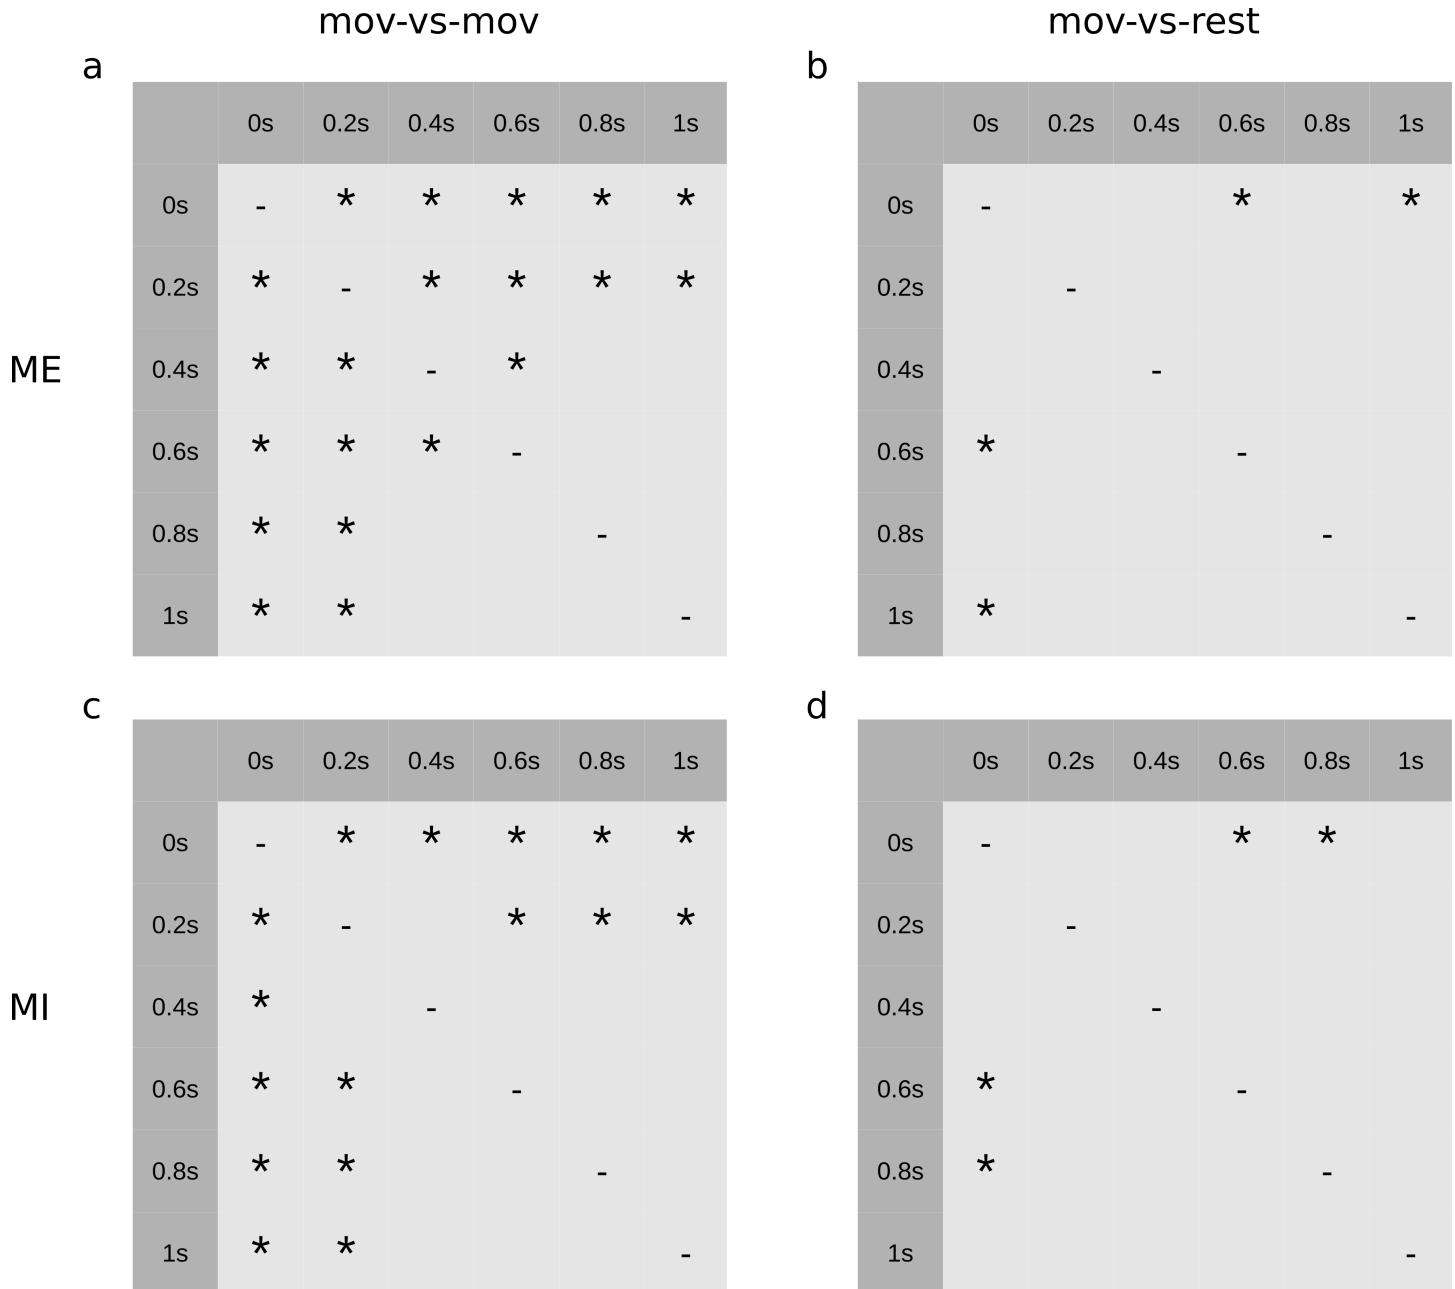 mov-vs-mov mov-vs-rest
a
0s 0.2s 0.4s 0.6s 0.8s 1s
0s - * * * * *
0.2s * - * * * *
0.4s * * - *
0.6s * * * -
0.8s * * -
1s * * -
b
0s 0.2s 0.4s 0.6s 0.8s 1s
0s - * *
0.2s -
0.4s -
0.6s * -
0.8s -
1s * -
ME
c
0s 0.2s 0.4s 0.6s 0.8s 1s
0s - * * * * *
0.2s * - * * *
0.4s * -
0.6s * * -
0.8s * * -
1s * * -
d
0s 0.2s 0.4s 0.6s 0.8s 1s
0s - * *
0.2s -
0.4s -
0.6s * -
0.8s * -
1s -
MI